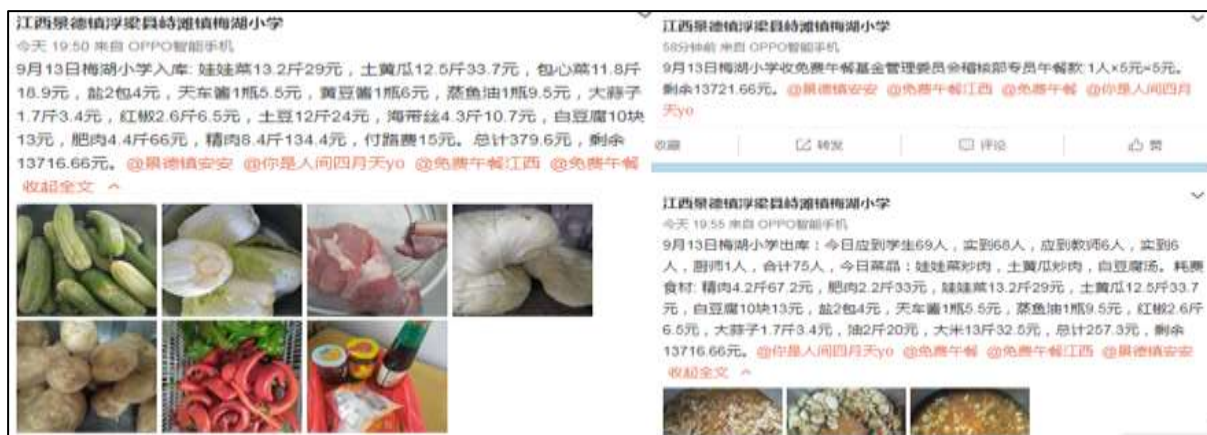 江西景德镇浮梁县峙滩镇梅湖小学
今天 19:50 来自 OPPO智能手机
9月13日梅湖小学入库: 娃娃菜13.2斤29元，土黄瓜12.5斤33.7元，包心菜11.8斤
18.9元，盐2包4元，天车酱1瓶5.5元，黄豆酱1瓶6元，蒸鱼油1瓶9.5元，大蒜子
1.7斤3.4元，红椒2.6斤6.5元，土豆12斤24元，海带丝4.3斤10.7元，白豆腐10块
13元，肥肉4.4斤66元，精肉8.4斤134.4元，付路费15元。总计379.6元，剩余
13716.66元。@景德镇安安 @你是人间四月天yo @免费午餐江西 @免费午餐
收起全文
江西景德镇浮梁县峙滩镇梅湖小学
58分钟前 来自 OPPO智能手机
9月13日梅湖小学收免费午餐基金管理委员会稽核部专员午餐款: 1人×5元=5元。
剩余13721.66元。@景德镇安安 @免费午餐江西 @免费午餐 @你是人间四月
天yo
收藏 转发 评论 赞
江西景德镇浮梁县峙滩镇梅湖小学
今天 19:55 来自 OPPO智能手机
9月13日梅湖小学出库：今日应到学生69人，实到68人，应到教师6人，实到6
人，厨师1人，合计75人，今日菜品：娃娃菜炒肉，土黄瓜炒肉，白豆腐汤。耗费
食材: 精肉4.2斤67.2元，肥肉2.2斤33元，娃娃菜13.2斤29元，土黄瓜12.5斤33.7
元，白豆腐10块13元，盐2包4元，天车酱1瓶5.5元，蒸鱼油1瓶9.5元，红椒2.6斤
6.5元，大蒜子1.7斤3.4元，油2斤20元，大米13斤32.5元，总计257.3元，剩余
13716.66元。@你是人间四月天yo @免费午餐 @免费午餐江西 @景德镇安安
收起全文